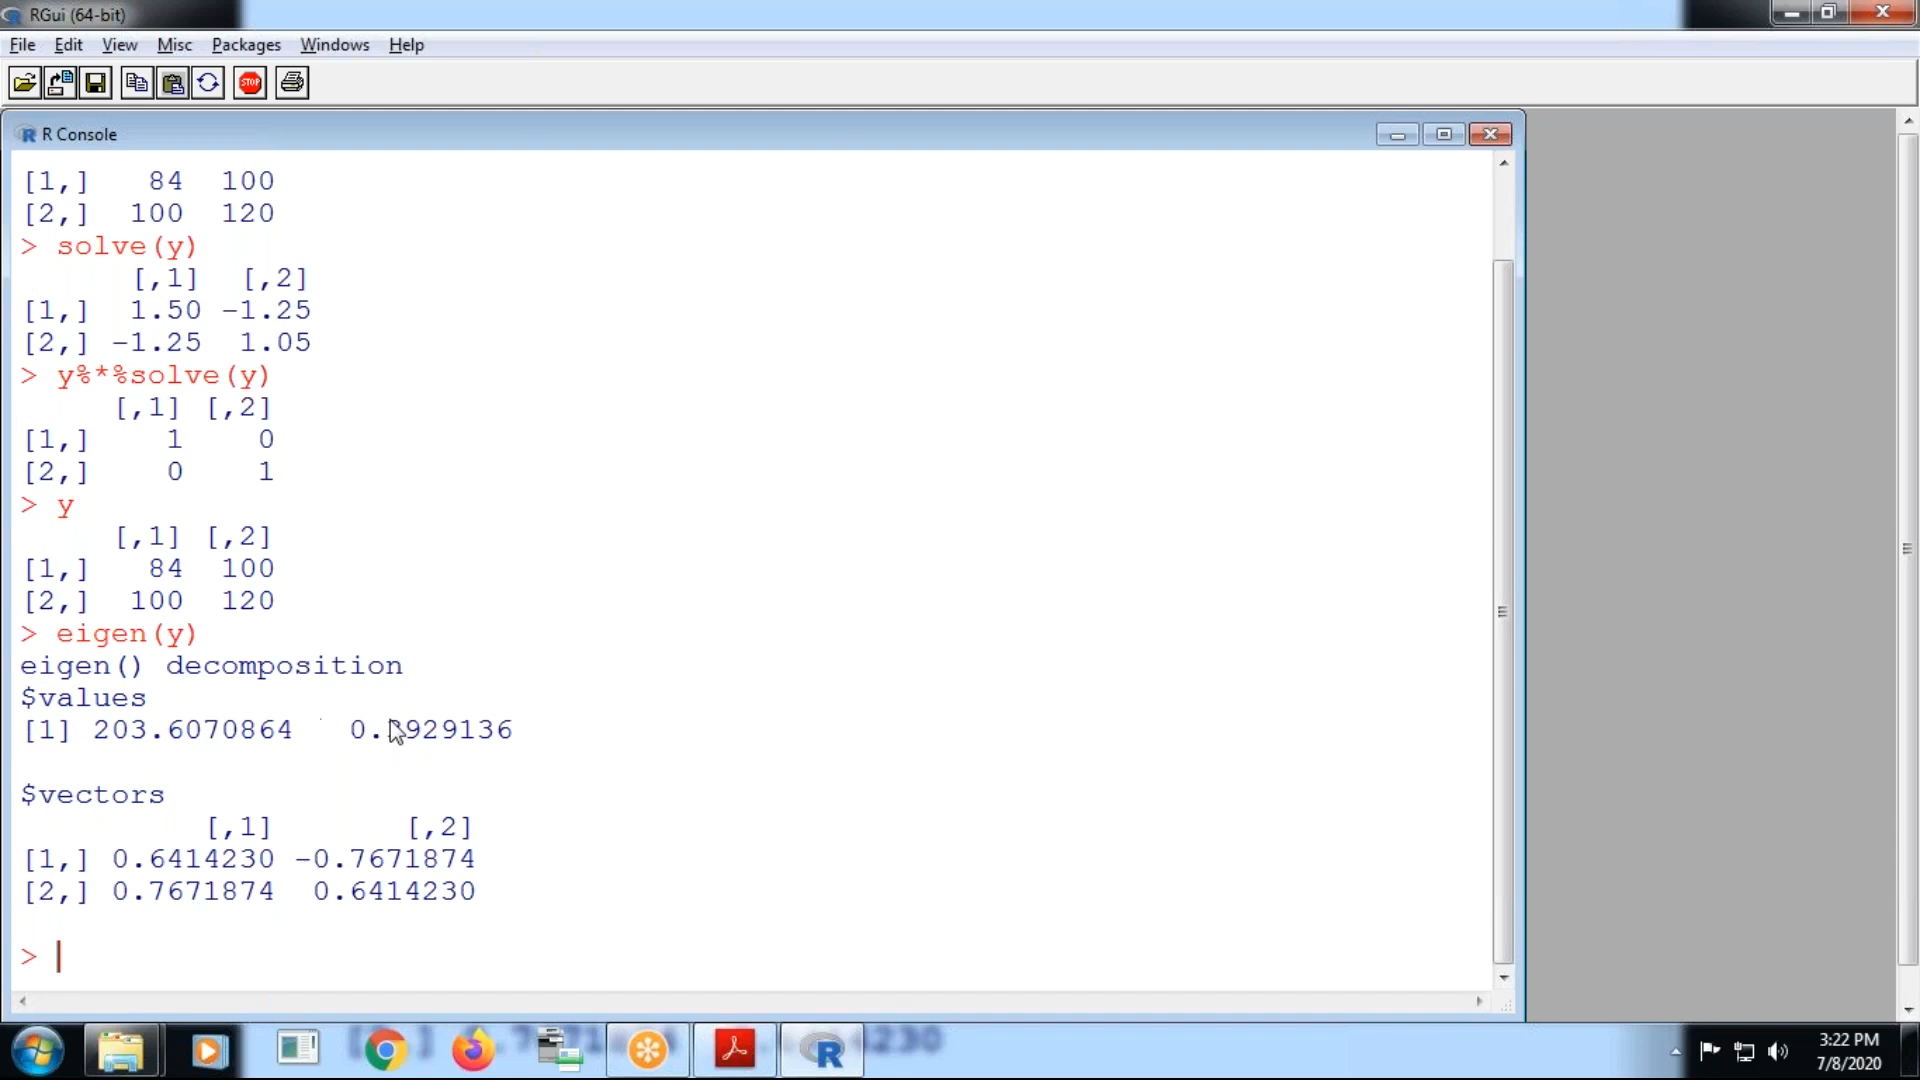 RGui (64-bit)
File Edit View Misc Packages Windows Help
STOP
R Console
[1,] 84 100
[2,] 100 120
> solve(y)
[,1] [,2]
[1,] 1.50 -1.25
[2,] -1.25 1.05
> y%*%solve(y)
[,1] [,2]
[1,] 1 0
[2,] 0 1
> y
[,1] [,2]
[1,] 84 100
[2,] 100 120
> eigen(y)
eigen() decomposition
$values
[1] 203.6070864 0.3929136
$vectors
[,1] [,2]
[1,] 0.6414230 -0.7671874
[2,] 0.7671874 0.6414230
>
3:22 PM
7/8/2020